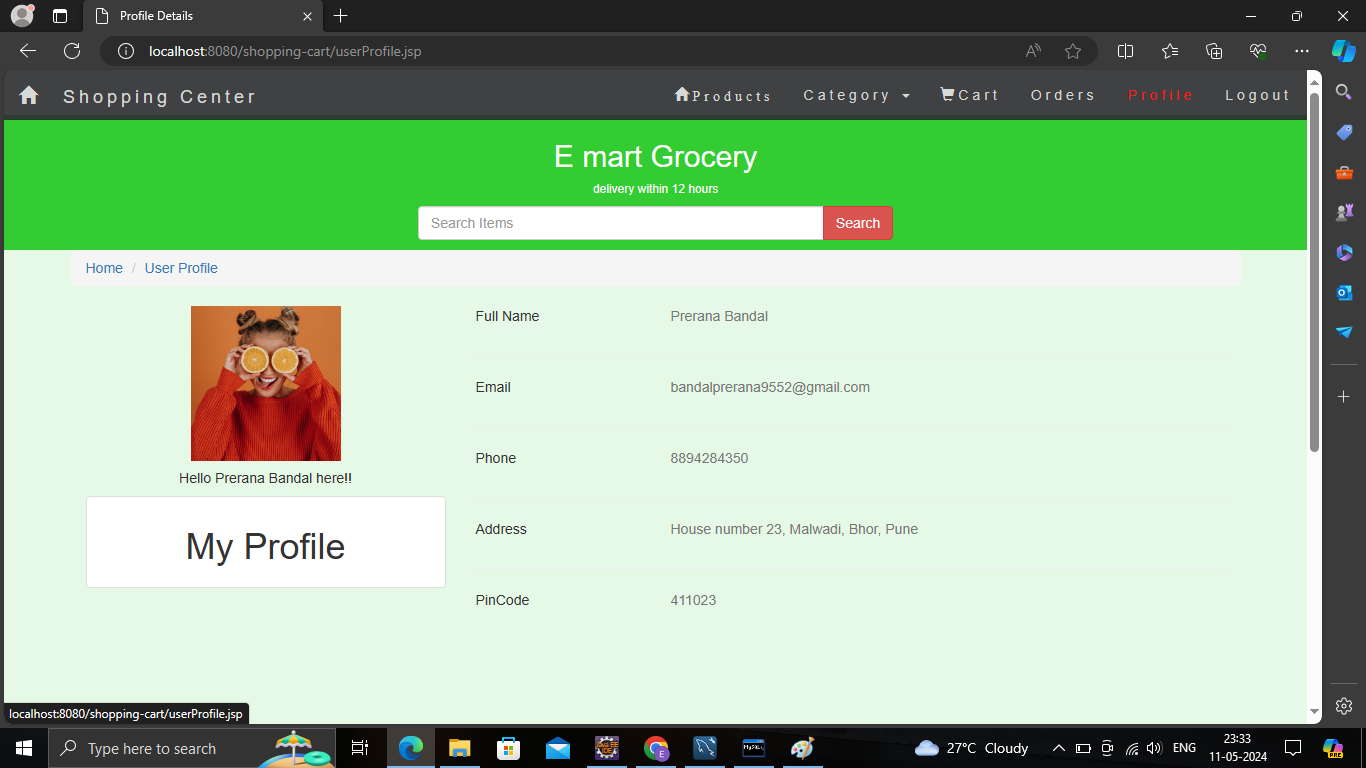 Profile Details
localhost:8080/shopping-cart/userProfile.jsp
Shopping Center
Products
Category
Cart
Orders
Profile
Logout
E mart Grocery
delivery within 12 hours
Search Items
Search
Home / User Profile
Full Name Prerana Bandal
Email bandalprerana9552@gmail.com
Phone 8894284350
Address House number 23, Malwadi, Bhor, Pune
PinCode 411023
Hello Prerana Bandal here!!
My Profile
localhost:8080/shopping-cart/userProfile.jsp
Type here to search
27°C Cloudy
ENG
23:33
11-05-2024